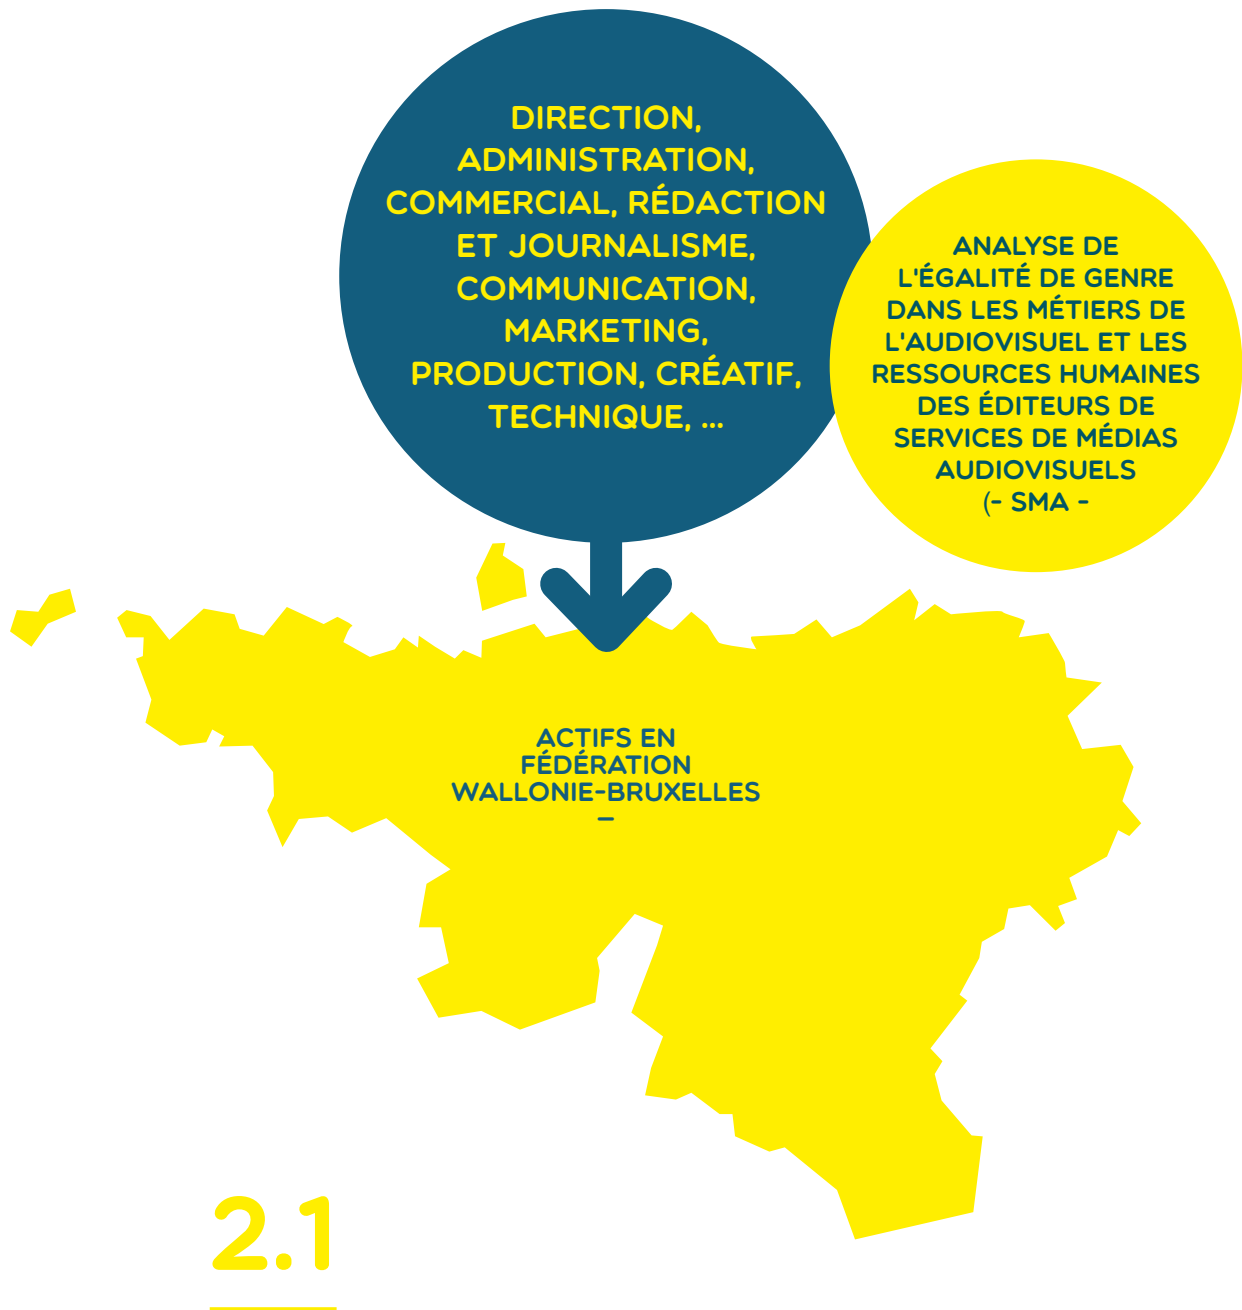 DIRECTION,
ADMINISTRATION,
COMMERCIAL, RÉDACTION
ET JOURNALISME,
COMMUNICATION,
MARKETING,
PRODUCTION, CRÉATIF,
TECHNIQUE, ...
ANALYSE DE
L'ÉGALITÉ DE GENRE
DANS LES MÉTIERS DE
L'AUDIOVISUEL ET LES
RESSOURCES HUMAINES
DES ÉDITEURS DE
SERVICES DE MÉDIAS
AUDIOVISUELS
(- SMA -
ACTIFS EN
FÉDÉRATION
WALLONIE-BRUXELLES
–
2.1